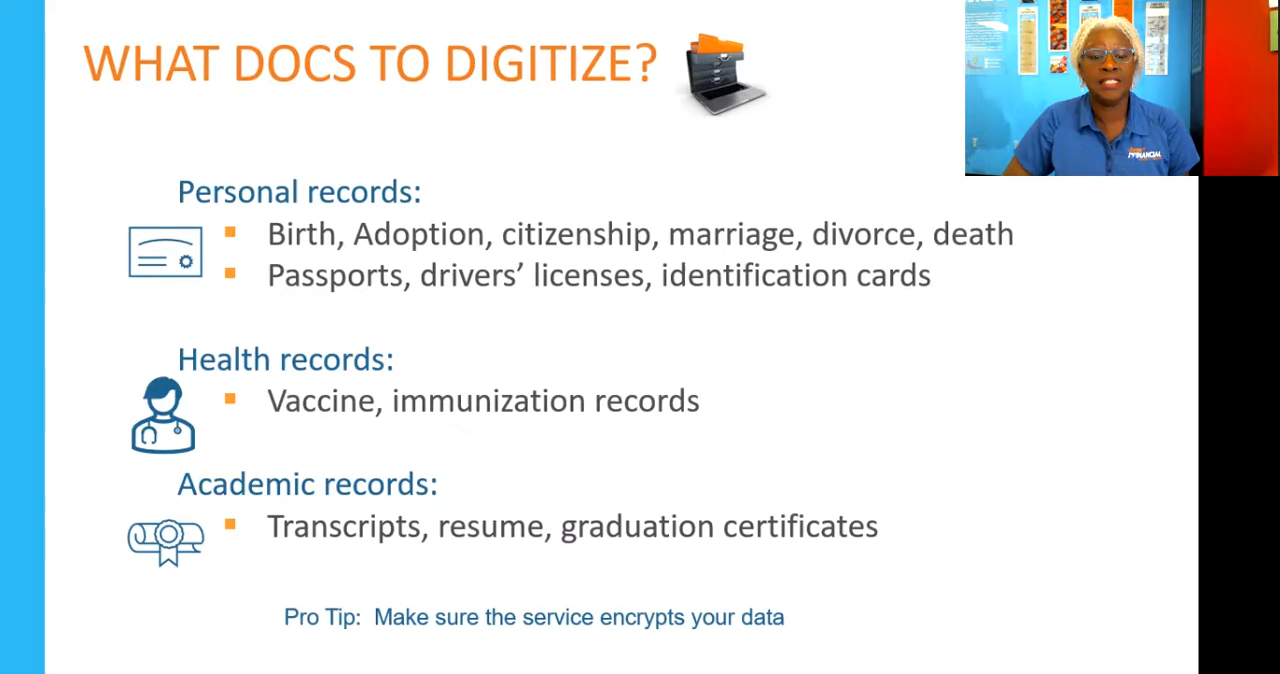 WHAT DOCS TO DIGITIZE?
Personal records:
Birth, Adoption, citizenship, marriage, divorce, death
Passports, drivers’ licenses, identification cards
Health records:
Vaccine, immunization records
Academic records:
Transcripts, resume, graduation certificates
Pro Tip:  Make sure the service encrypts your data
FINANCIAL